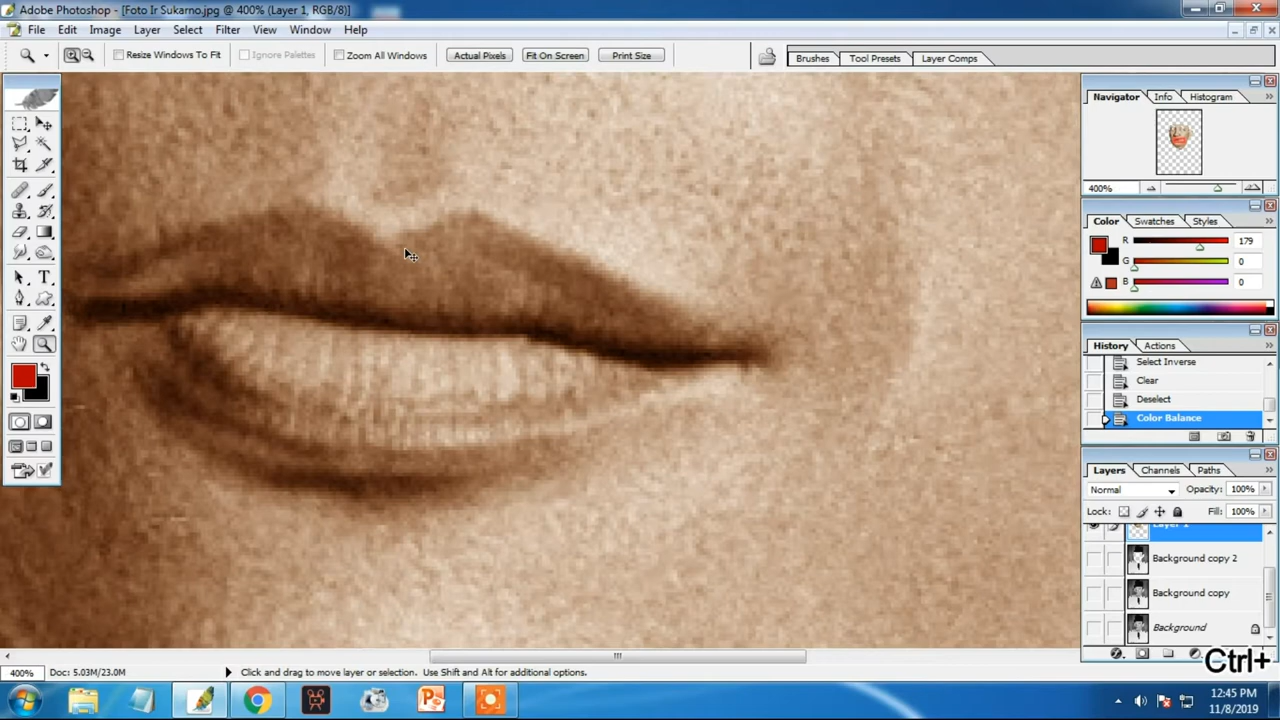 Adobe Photoshop - [Foto Ir Sukarno.jpg @ 400% (Layer 1, RGB/8)]
File Edit Image Layer Select Filter View Window Help
Resize Windows To Fit Ignore Palettes Zoom All Windows Actual Pixels Fit On Screen Print Size Brushes Tool Presets Layer Comps
Navigator Info Histogram
400%
Color Swatches Styles
R 179
G 0
B 0
History Actions
Select Inverse
Clear
Deselect
Color Balance
Layers Channels Paths
Normal Opacity: 100%
Lock: Fill: 100%
Layer 1
Background copy 2
Background copy
Background
400% Doc: 5.03M/23.0M Click and drag to move layer or selection. Use Shift and Alt for additional options.
Ctrl+
12:45 PM
11/8/2019